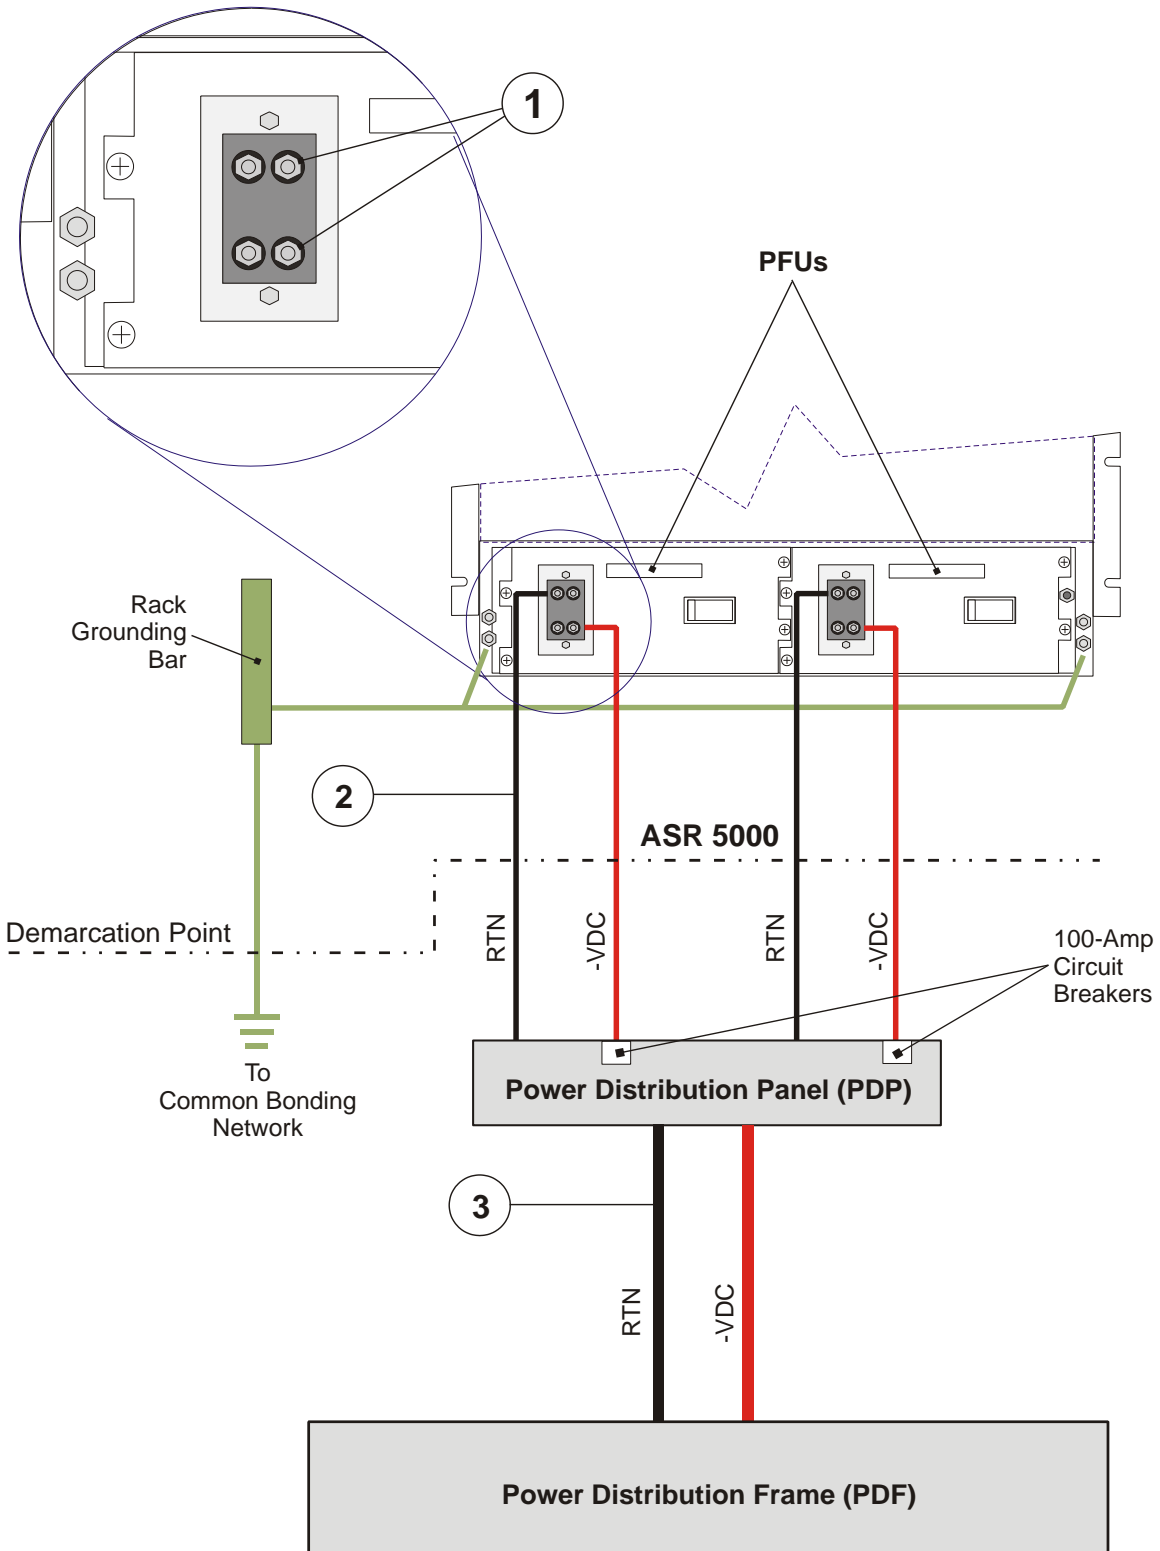 1
PFUs
Rack
Grounding
Bar
2
ASR 5000
Demarcation Point
RTN
-VDC
RTN
-VDC
100-Amp
Circuit
Breakers
To
Common Bonding
Network
Power Distribution Panel (PDP)
3
RTN
-VDC
Power Distribution Frame (PDF)